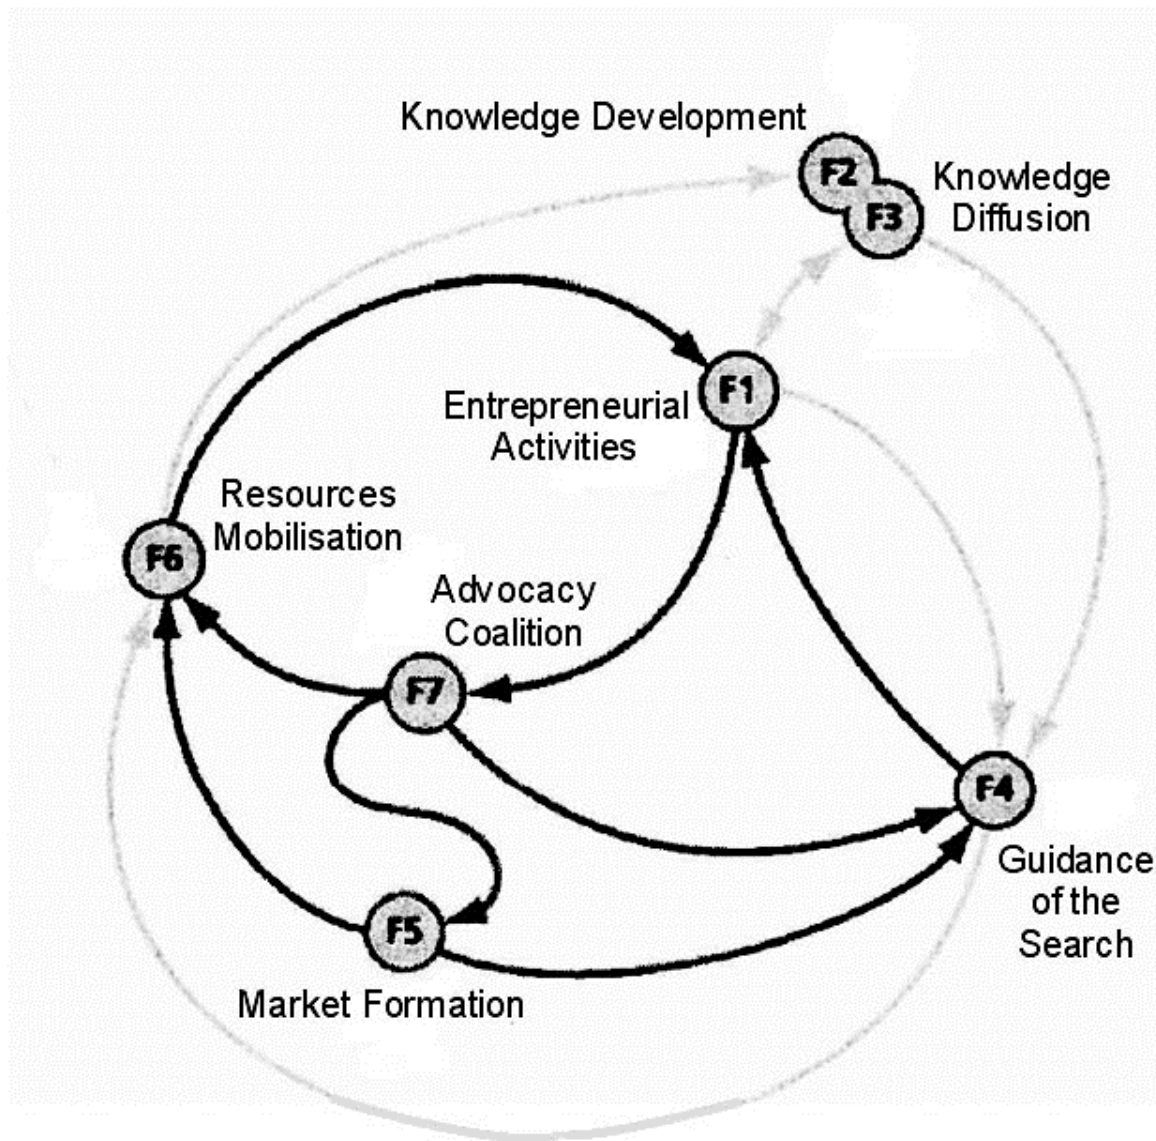 Knowledge Development
F2
Knowledge
Diffusion
F3
F1
Entrepreneurial
Activities
Resources
Mobilisation
F6
Advocacy
Coalition
F7
F4
Guidance
of the
Search
F5
Market Formation